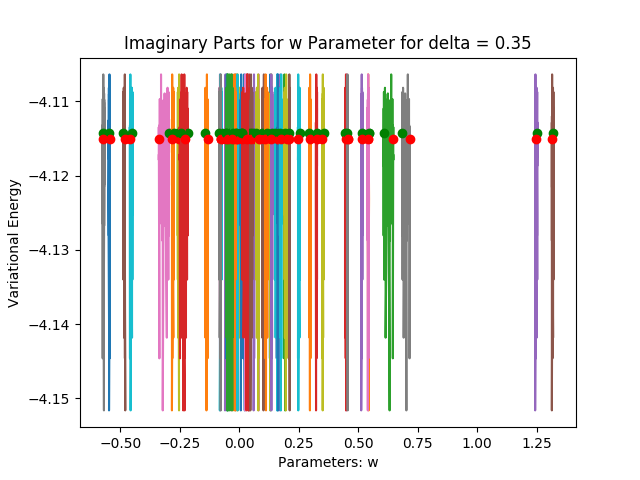 Imaginary Parts for w Parameter for delta = 0.35
Variational Energy
−4.11
−4.12
−4.13
−4.14
−4.15
−0.50 −0.25 0.00 0.25 0.50 0.75 1.00 1.25
Parameters: w